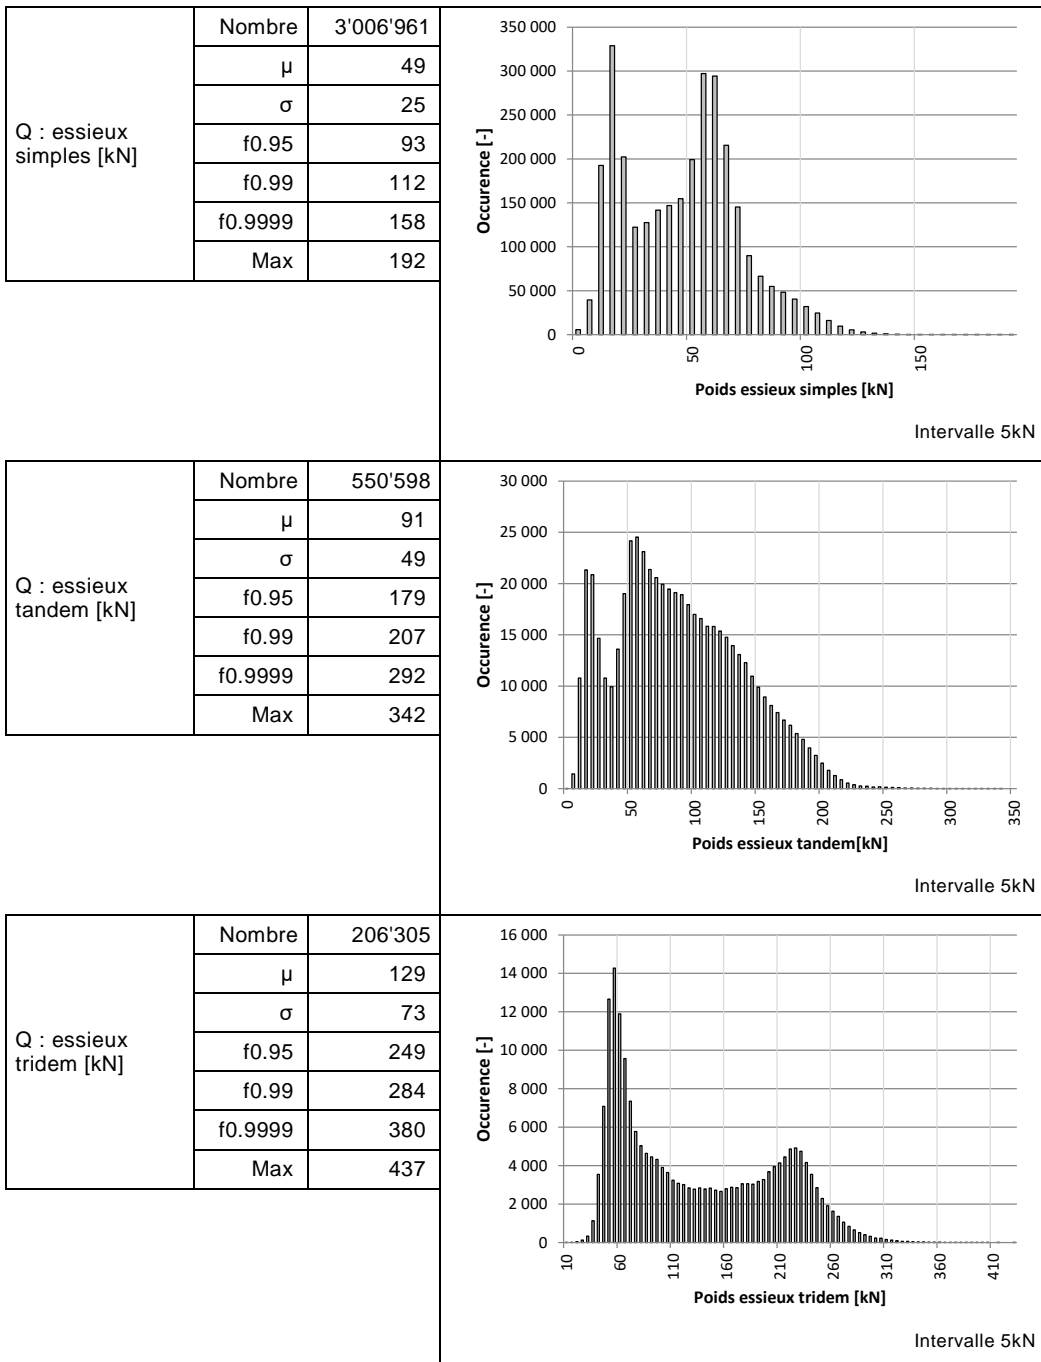 Q : essieux
simples [kN]
Nombre 3'006'961
µ 49
σ 25
f0.95 93
f0.99 112
f0.9999 158
Max 192
Occurence [-]
350 000
300 000
250 000
200 000
150 000
100 000
50 000
0
0 50 100 150
Poids essieux simples [kN]
Intervalle 5kN
Q : essieux
tandem [kN]
Nombre 550'598
µ 91
σ 49
f0.95 179
f0.99 207
f0.9999 292
Max 342
Occurence [-]
30 000
25 000
20 000
15 000
10 000
5 000
0
0 50 100 150 200 250 300 350
Poids essieux tandem[kN]
Intervalle 5kN
Q : essieux
tridem [kN]
Nombre 206'305
µ 129
σ 73
f0.95 249
f0.99 284
f0.9999 380
Max 437
Occurence [-]
16 000
14 000
12 000
10 000
8 000
6 000
4 000
2 000
0
10 60 110 160 210 260 310 360 410
Poids essieux tridem [kN]
Intervalle 5kN